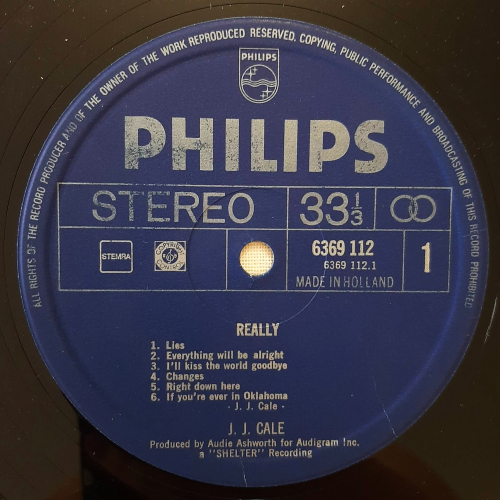 ALL RIGHTS OF THE RECORD PRODUCER AND OF THE OWNER OF THE WORK REPRODUCED RESERVED. COPYING, PUBLIC PERFORMANCE AND BROADCASTING OF THIS RECORD PROHIBITED
PHILIPS
PHILIPS
STEREO 33 1/3
STEMRA 6369 112 1
6369 112.1
MADE IN HOLLAND
REALLY
1. Lies
2. Everything will be alright
3. I'll kiss the world goodbye
4. Changes
5. Right down here
6. If you're ever in Oklahoma
- J. J. Cale -
J. J. CALE
Produced by Audie Ashworth for Audigram Inc.
a "SHELTER" Recording